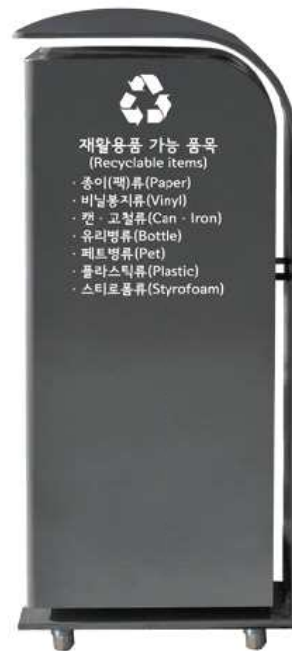 재활용품 가능 품목
(Recyclable items)
· 종이(팩)류(Paper)
· 비닐봉지류(Vinyl)
· 캔 · 고철류(Can · Iron)
· 유리병류(Bottle)
· 페트병류(Pet)
· 플라스틱류(Plastic)
· 스티로폼류(Styrofoam)